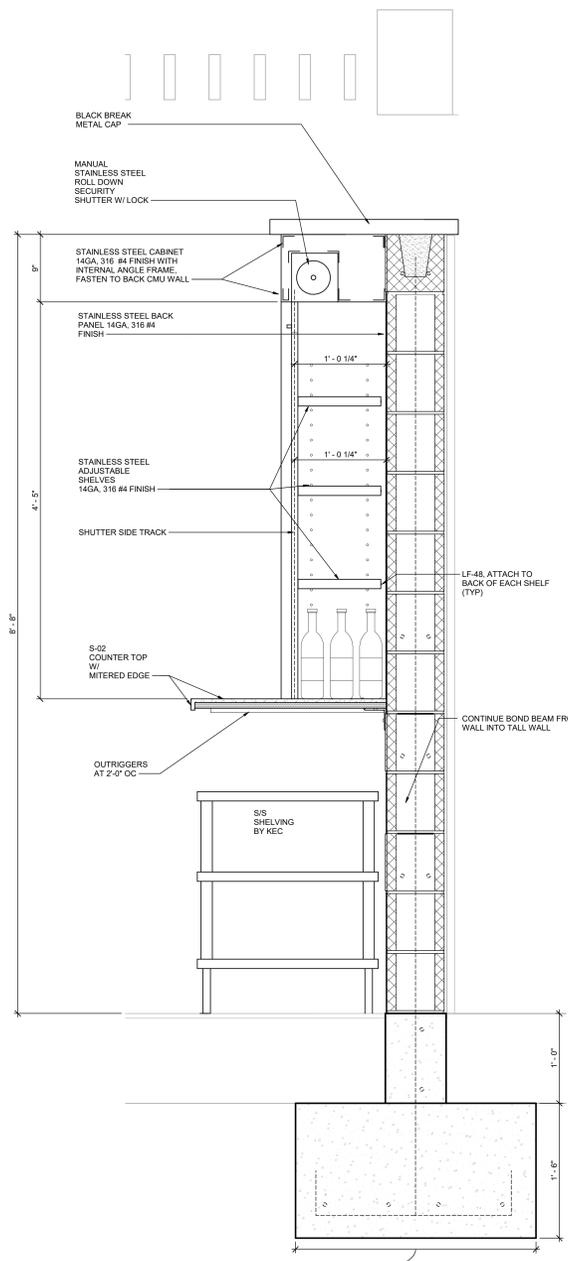 BLACK BREAK
METAL CAP
MANUAL
STAINLESS STEEL
ROLL DOWN
SECURITY
SHUTTER W/ LOCK
9"
STAINLESS STEEL CABINET
14GA, 316 #4 FINISH WITH
INTERNAL ANGLE FRAME,
FASTEN TO BACK CMU WALL
STAINLESS STEEL BACK
PANEL 14GA, 316 #4
FINISH
1' - 0 1/4"
1' - 0 1/4"
STAINLESS STEEL
ADJUSTABLE
SHELVES
14GA, 316 #4 FINISH
4' - 5"
SHUTTER SIDE TRACK
LF-48, ATTACH TO
BACK OF EACH SHELF
(TYP)
8' - 8"
S-02
COUNTER TOP
W/
MITERED EDGE
CONTINUE BOND BEAM FR
WALL INTO TALL WALL
OUTRIGGERS
AT 2'-0" OC
S/S
SHELVING
BY KEC
1' - 0"
1' - 6"